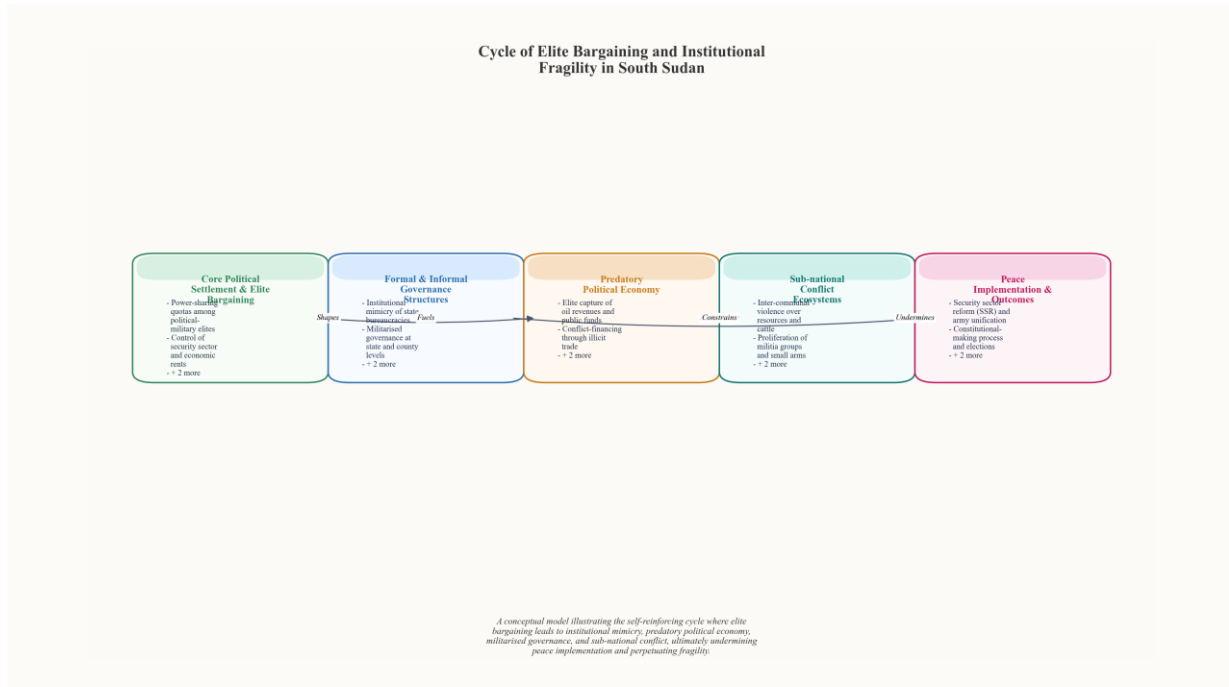 Cycle of Elite Bargaining and Institutional
Fragility in South Sudan
Core Political
Settlement & Elite
Bargaining
- Power-sharing
quotas among
political-
military elites
- Control of
security sector
and economic
rents
- + 2 more
Shapes
Formal & Informal
Governance
Structures
- Institutional
mimicry of state
bureaucracies
- Militarised
governance at
state and county
levels
- + 2 more
Fuels
Predatory
Political Economy
- Elite capture of
oil revenues and
public funds
- Conflict-financing
through illicit
trade
- + 2 more
Constrains
Sub-national
Conflict
Ecosystems
- Inter-communal
violence over
resources and
cattle
- Proliferation of
militia groups
and small arms
- + 2 more
Undermines
Peace
Implementation &
Outcomes
- Security sector
reform (SSR) and
army unification
- Constitutional-
making process
and elections
- + 2 more
A conceptual model illustrating the self-reinforcing cycle where elite
bargaining leads to institutional mimicry, predatory political economy,
militarised governance, and sub-national conflict, ultimately undermining
peace implementation and perpetuating fragility.